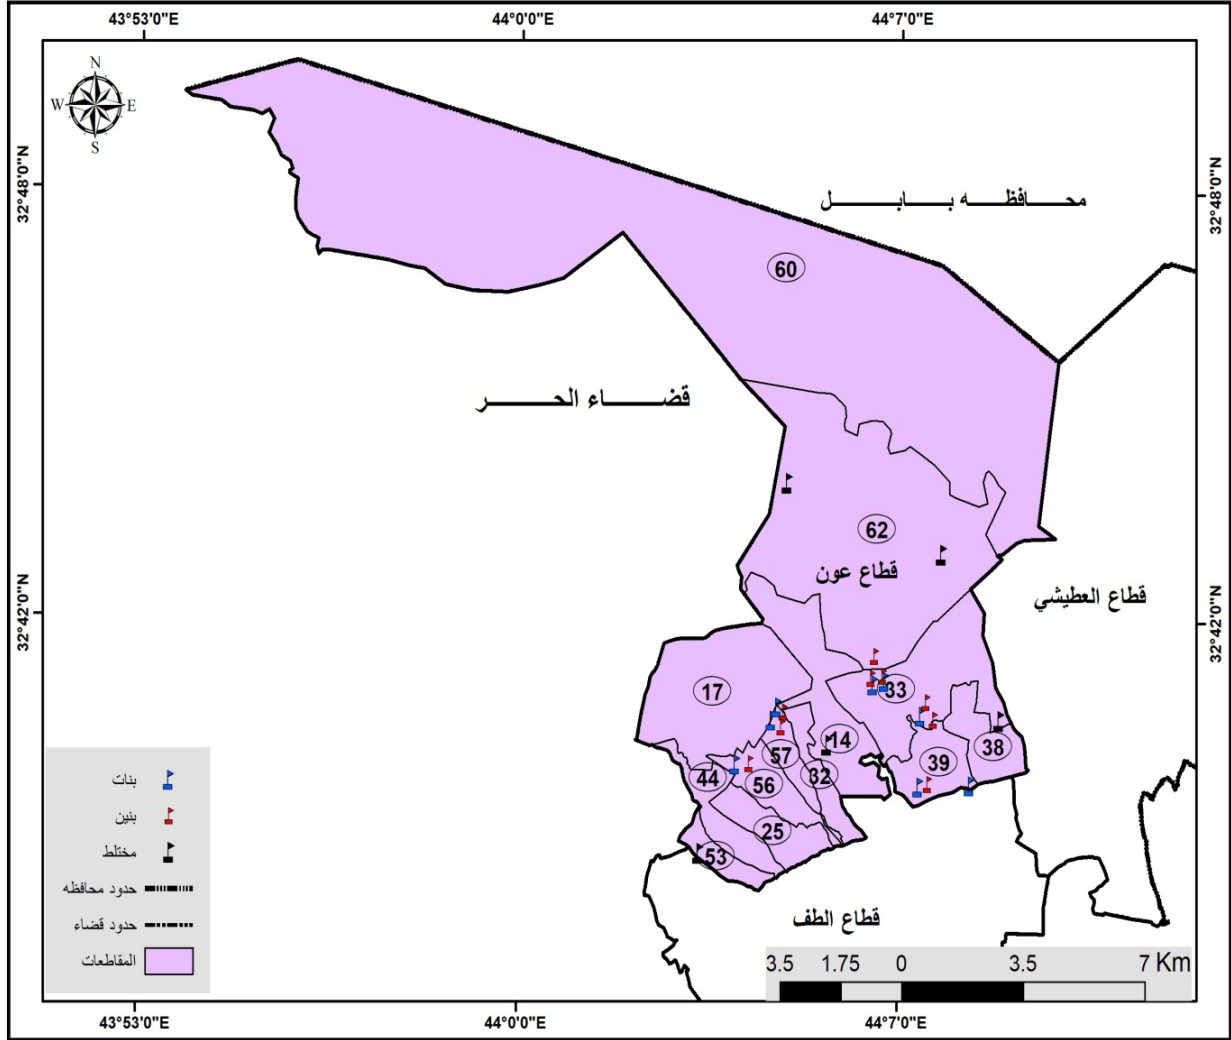 43°53'0"E
44°0'0"E
44°7'0"E
N
W
E
S
32°48'0"N
32°48'0"N
محـــافظـــه بـــابـــل
60
قضـــاء الحـــر
62
قطاع عون
قطاع العطيشي
32°42'0"N
32°42'0"N
17
33
14
38
57
39
44
56
32
25
53
قطاع الطف
بنات
بنين
مختلط
حدود محافظه
حدود قضاء
المقاطعات
3.5 1.75 0 3.5 7 Km
43°53'0"E
44°0'0"E
44°7'0"E